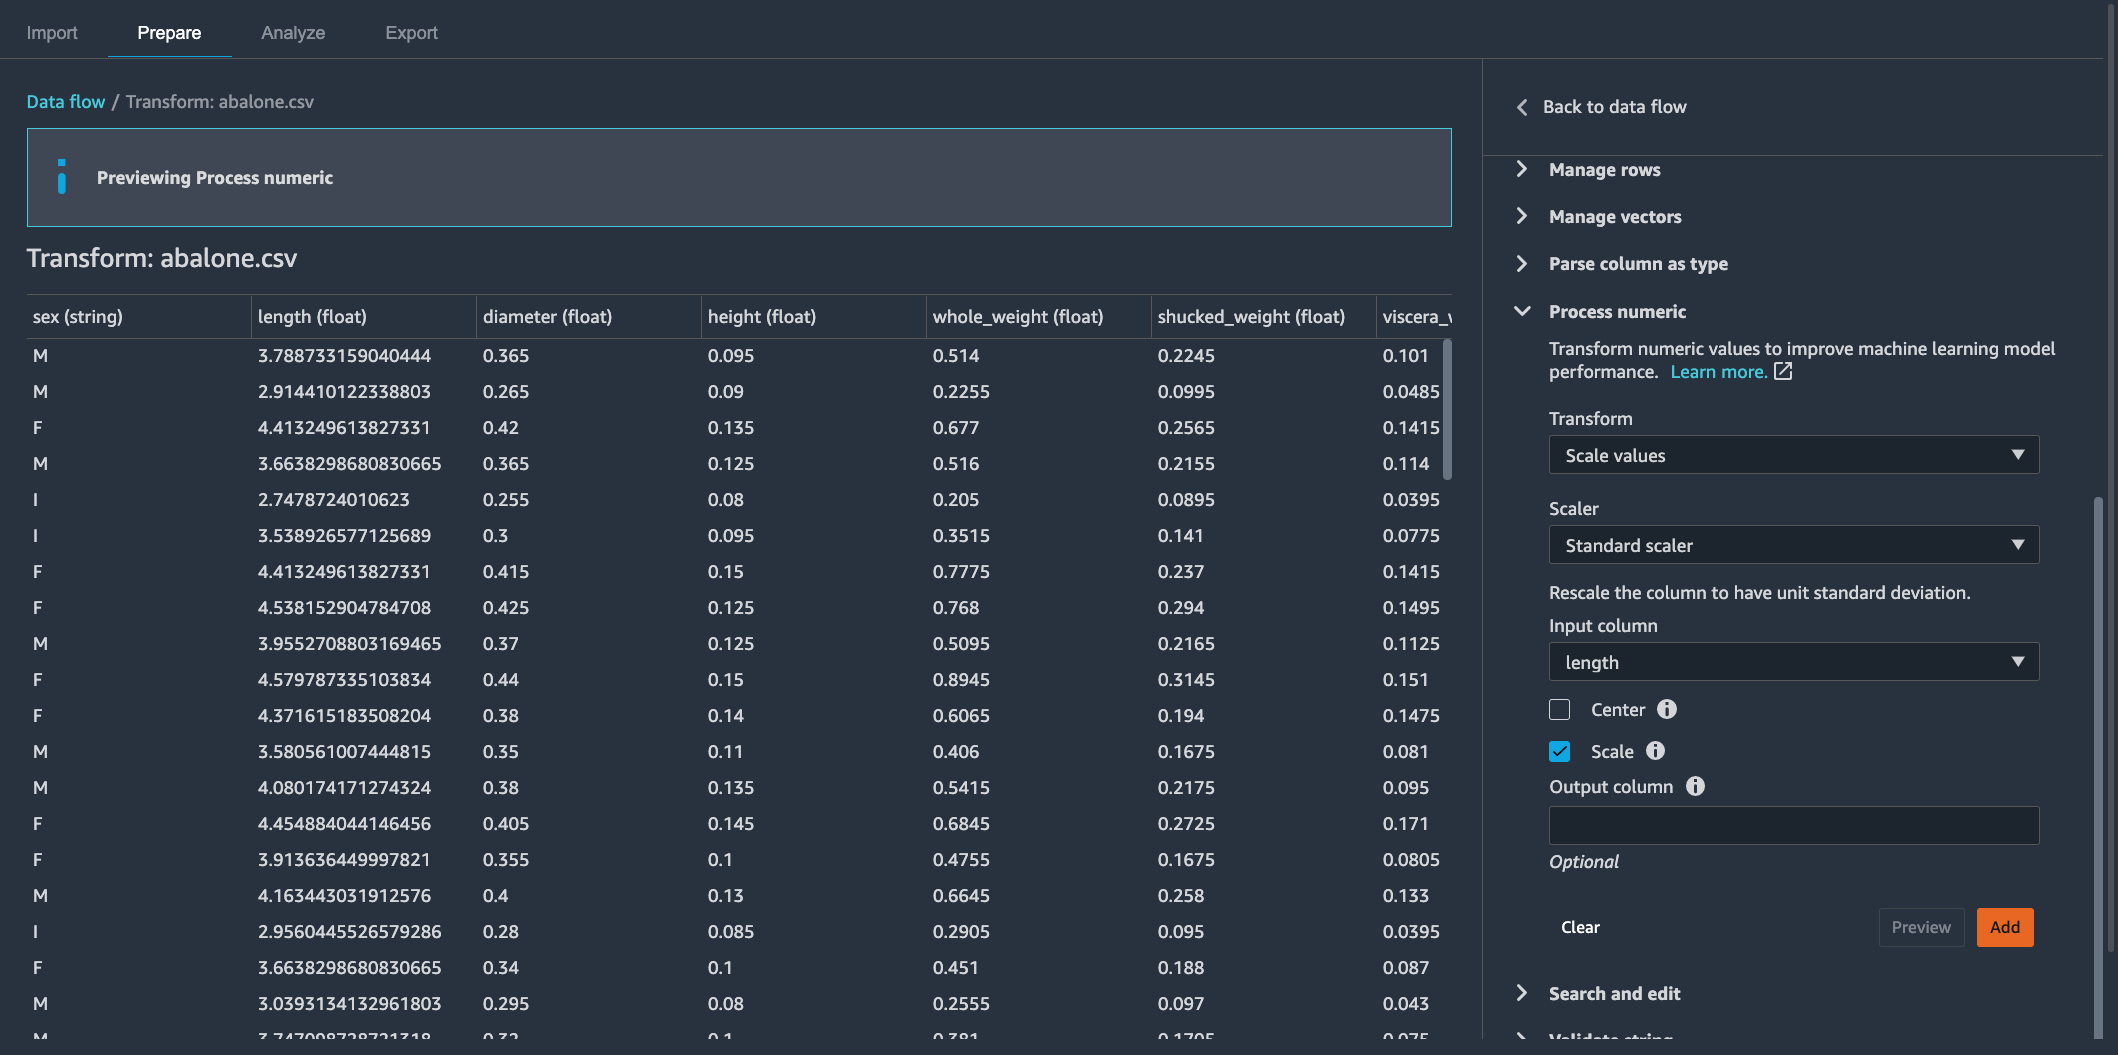 Import Prepare Analyze Export
Data flow / Transform: abalone.csv
Previewing Process numeric
Transform: abalone.csv
sex (string) length (float) diameter (float) height (float) whole_weight (float) shucked_weight (float) viscera_
M 3.788733159040444 0.365 0.095 0.514 0.2245 0.101
M 2.914410122338803 0.265 0.09 0.2255 0.0995 0.0485
F 4.413249613827331 0.42 0.135 0.677 0.2565 0.1415
M 3.6638298680830665 0.365 0.125 0.516 0.2155 0.114
I 2.7478724010623 0.255 0.08 0.205 0.0895 0.0395
I 3.538926577125689 0.3 0.095 0.3515 0.141 0.0775
F 4.413249613827331 0.415 0.15 0.7775 0.237 0.1415
F 4.538152904784708 0.425 0.125 0.768 0.294 0.1495
M 3.9552708803169465 0.37 0.125 0.5095 0.2165 0.1125
F 4.579787335103834 0.44 0.15 0.8945 0.3145 0.151
F 4.371615183508204 0.38 0.14 0.6065 0.194 0.1475
M 3.580561007444815 0.35 0.11 0.406 0.1675 0.081
M 4.080174171274324 0.38 0.135 0.5415 0.2175 0.095
F 4.454884044146456 0.405 0.145 0.6845 0.2725 0.171
F 3.913636449997821 0.355 0.1 0.4755 0.1675 0.0805
M 4.163443031912576 0.4 0.13 0.6645 0.258 0.133
I 2.9560445526579286 0.28 0.085 0.2905 0.095 0.0395
F 3.6638298680830665 0.34 0.1 0.451 0.188 0.087
M 3.0393134132961803 0.295 0.08 0.2555 0.097 0.043
Back to data flow
Manage rows
Manage vectors
Parse column as type
Process numeric
Transform numeric values to improve machine learning model
performance. Learn more.
Transform
Scale values
Scaler
Standard scaler
Rescale the column to have unit standard deviation.
Input column
length
Center
Scale
Output column
Optional
Clear Preview Add
Search and edit
Validate string